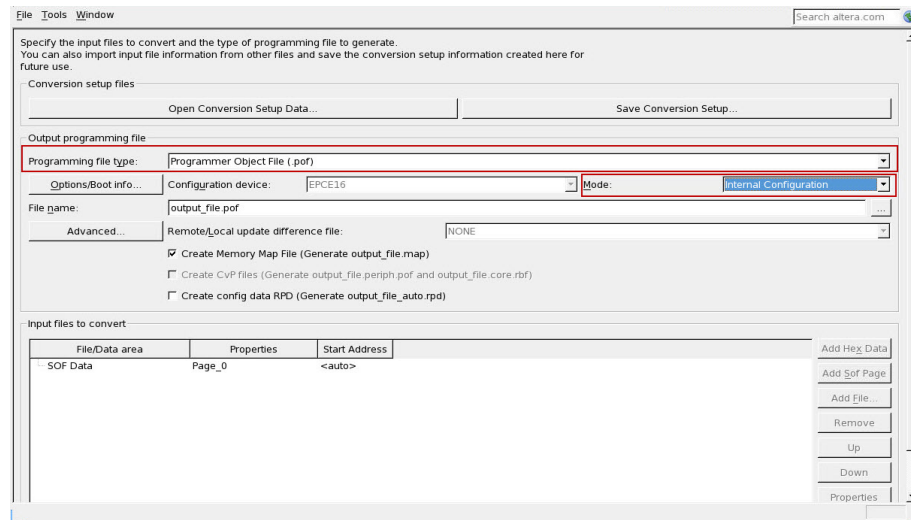 File Tools Window
Search altera.com
Specify the input files to convert and the type of programming file to generate.
You can also import input file information from other files and save the conversion setup information created here for
future use.
Conversion setup files
Open Conversion Setup Data...
Save Conversion Setup...
Output programming file
Programming file type: Programmer Object File (.pof)
Options/Boot info... Configuration device: EPCE16 Mode: Internal Configuration
File name: output_file.pof ...
Advanced... Remote/Local update difference file: NONE
Create Memory Map File (Generate output_file.map)
Create CvP files (Generate output_file.periph.pof and output_file.core.rbf)
Create config data RPD (Generate output_file_auto.rpd)
Input files to convert
File/Data area Properties Start Address
SOF Data Page_0 <auto>
Add Hex Data
Add Sof Page
Add File...
Remove
Up
Down
Properties